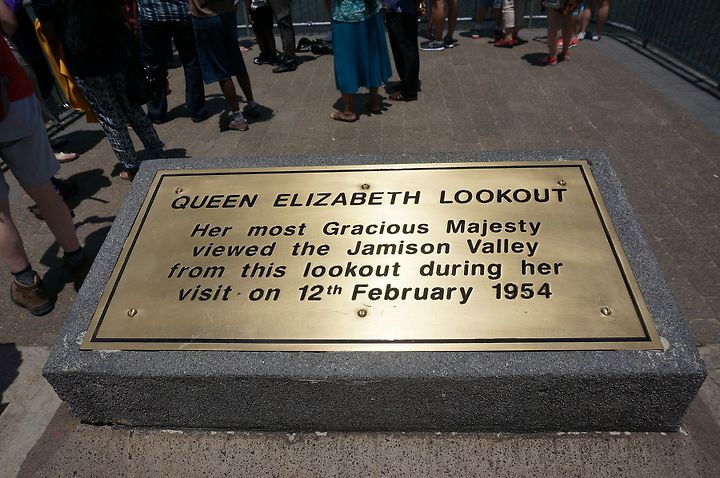 QUEEN ELIZABETH LOOKOUT
Her most Gracious Majesty
viewed the Jamison Valley
from this lookout during her
visit on 12th February 1954